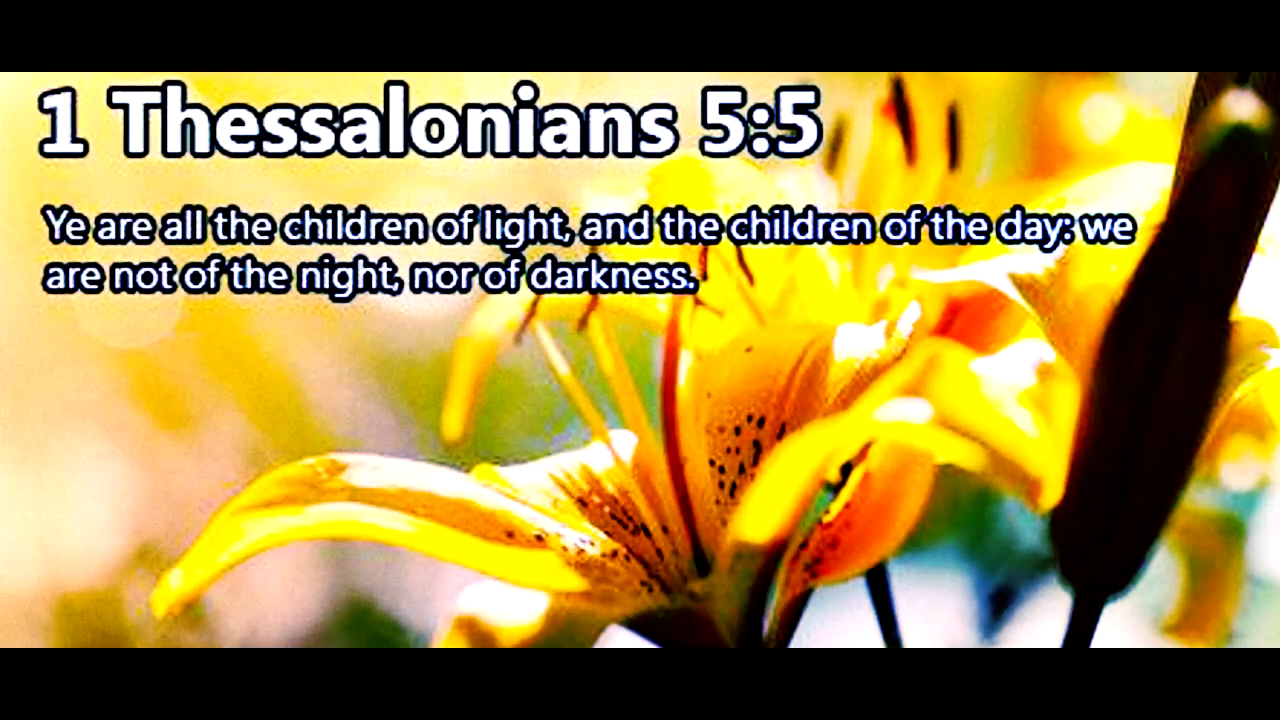 1 Thessalonians 5:5
Ye are all the children of light, and the children of the day: we
are not of the night, nor of darkness.